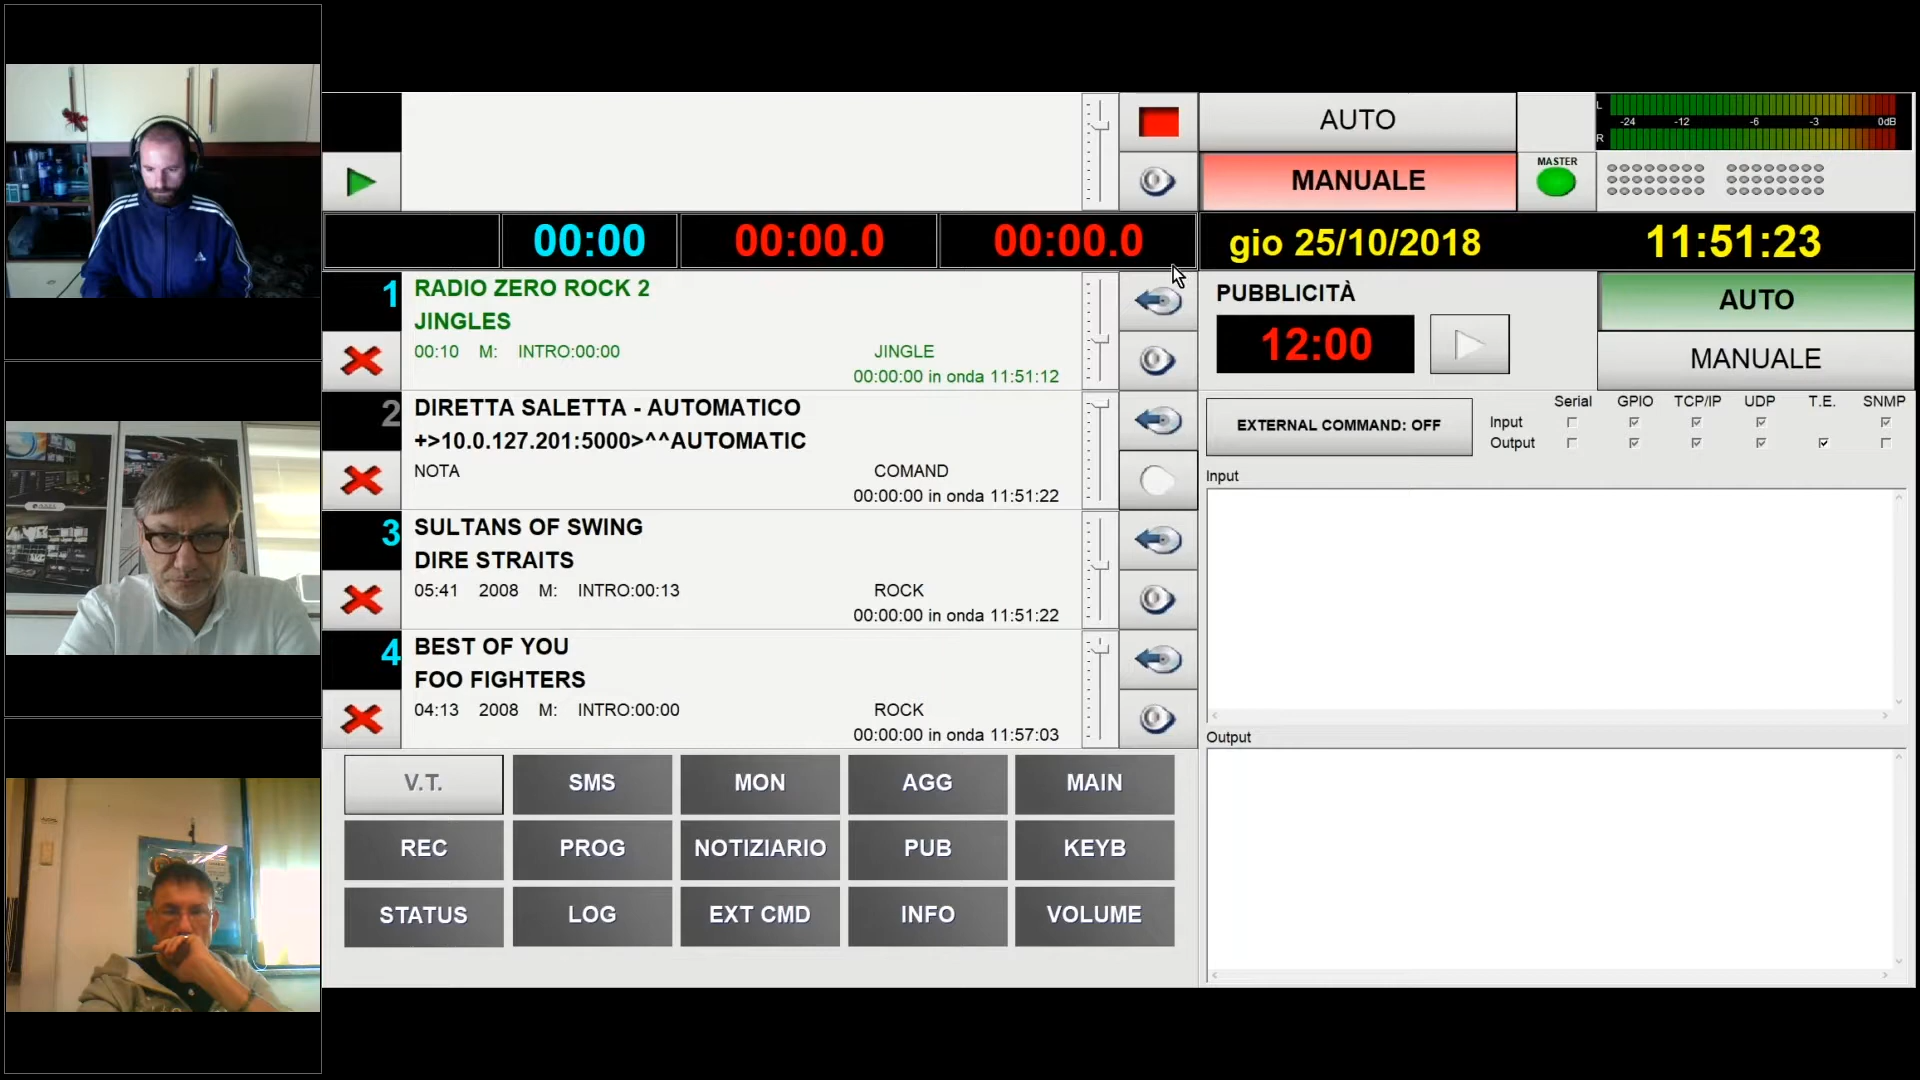 AUTO
MANUALE
MASTER
L
-24 -12 -6 -3 0dB
R
00:00 00:00.0 00:00.0
gio 25/10/2018 11:51:23
1 RADIO ZERO ROCK 2
JINGLES
00:10 M: INTRO:00:00 JINGLE
00:00:00 in onda 11:51:12
2 DIRETTA SALETTA - AUTOMATICO
+>10.0.127.201:5000>^^AUTOMATIC
NOTA COMAND
00:00:00 in onda 11:51:22
3 SULTANS OF SWING
DIRE STRAITS
05:41 2008 M: INTRO:00:13 ROCK
00:00:00 in onda 11:51:22
4 BEST OF YOU
FOO FIGHTERS
04:13 2008 M: INTRO:00:00 ROCK
00:00:00 in onda 11:57:03
V.T. SMS MON AGG MAIN
REC PROG NOTIZIARIO PUB KEYB
STATUS LOG EXT CMD INFO VOLUME
PUBBLICITÀ
12:00
AUTO
MANUALE
EXTERNAL COMMAND: OFF
Serial GPIO TCP/IP UDP T.E. SNMP
Input
Output
Input
Output